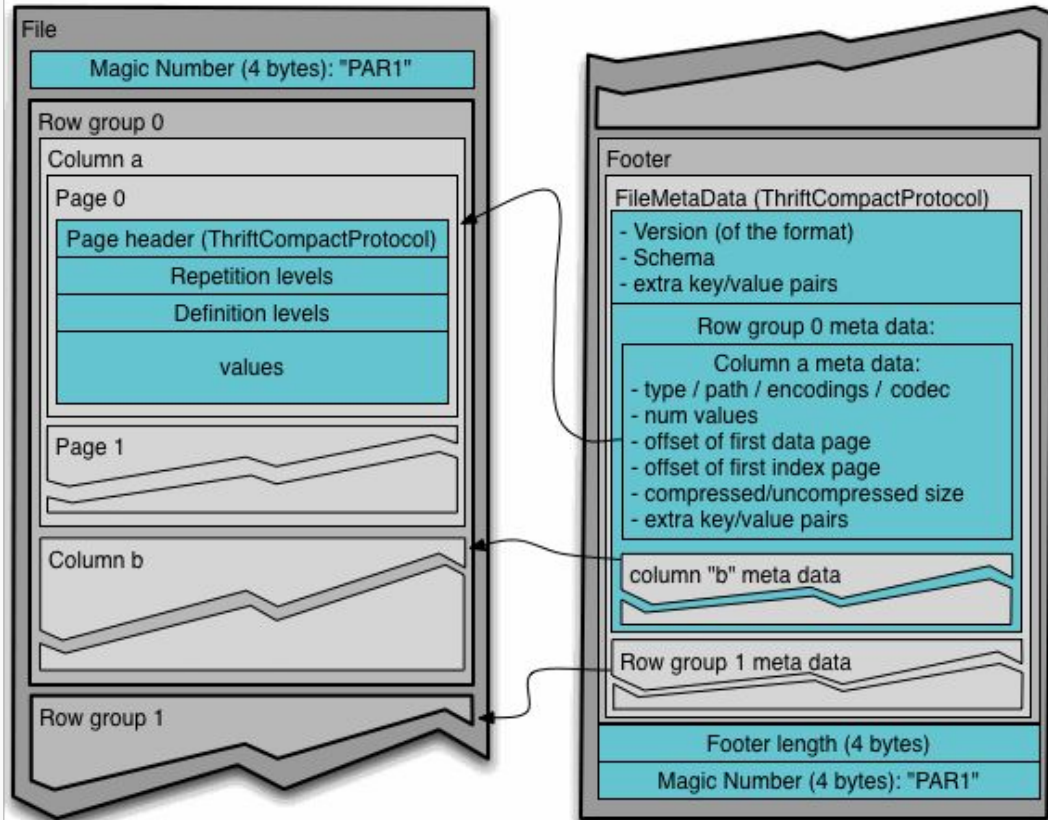 File
Magic Number (4 bytes): "PAR1"
Row group 0
Column a
Page 0
Page header (ThriftCompactProtocol)
Repetition levels
Definition levels
values
Page 1
Column b
Row group 1
Footer
FileMetaData (ThriftCompactProtocol)
- Version (of the format)
- Schema
- extra key/value pairs
Row group 0 meta data:
Column a meta data:
- type / path / encodings / codec
- num values
- offset of first data page
- offset of first index page
- compressed/uncompressed size
- extra key/value pairs
column "b" meta data
Row group 1 meta data
Footer length (4 bytes)
Magic Number (4 bytes): "PAR1"